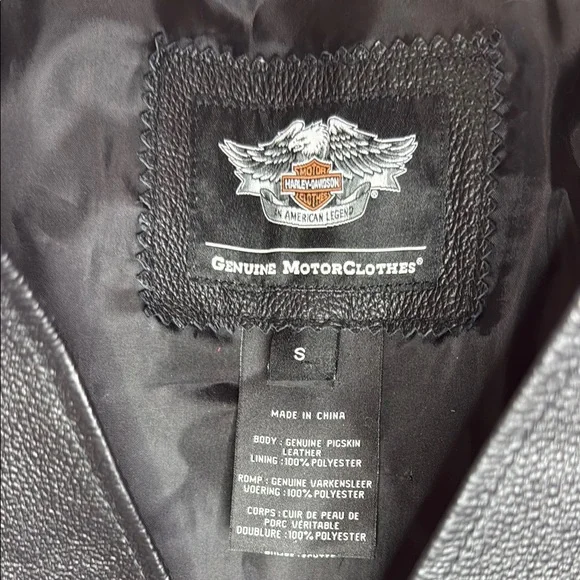 MOTOR
HARLEY-DAVIDSON
CLOTHES
AN AMERICAN LEGEND
GENUINE MOTORCLOTHES®
S
MADE IN CHINA
BODY : GENUINE PIGSKIN
LEATHER
LINING : 100% POLYESTER
ROMP : GENUINE VARKENSLEER
VOERING : 100% POLYESTER
CORPS : CUIR DE PEAU DE
PORC VÉRITABLE
DOUBLURE : 100% POLYESTER